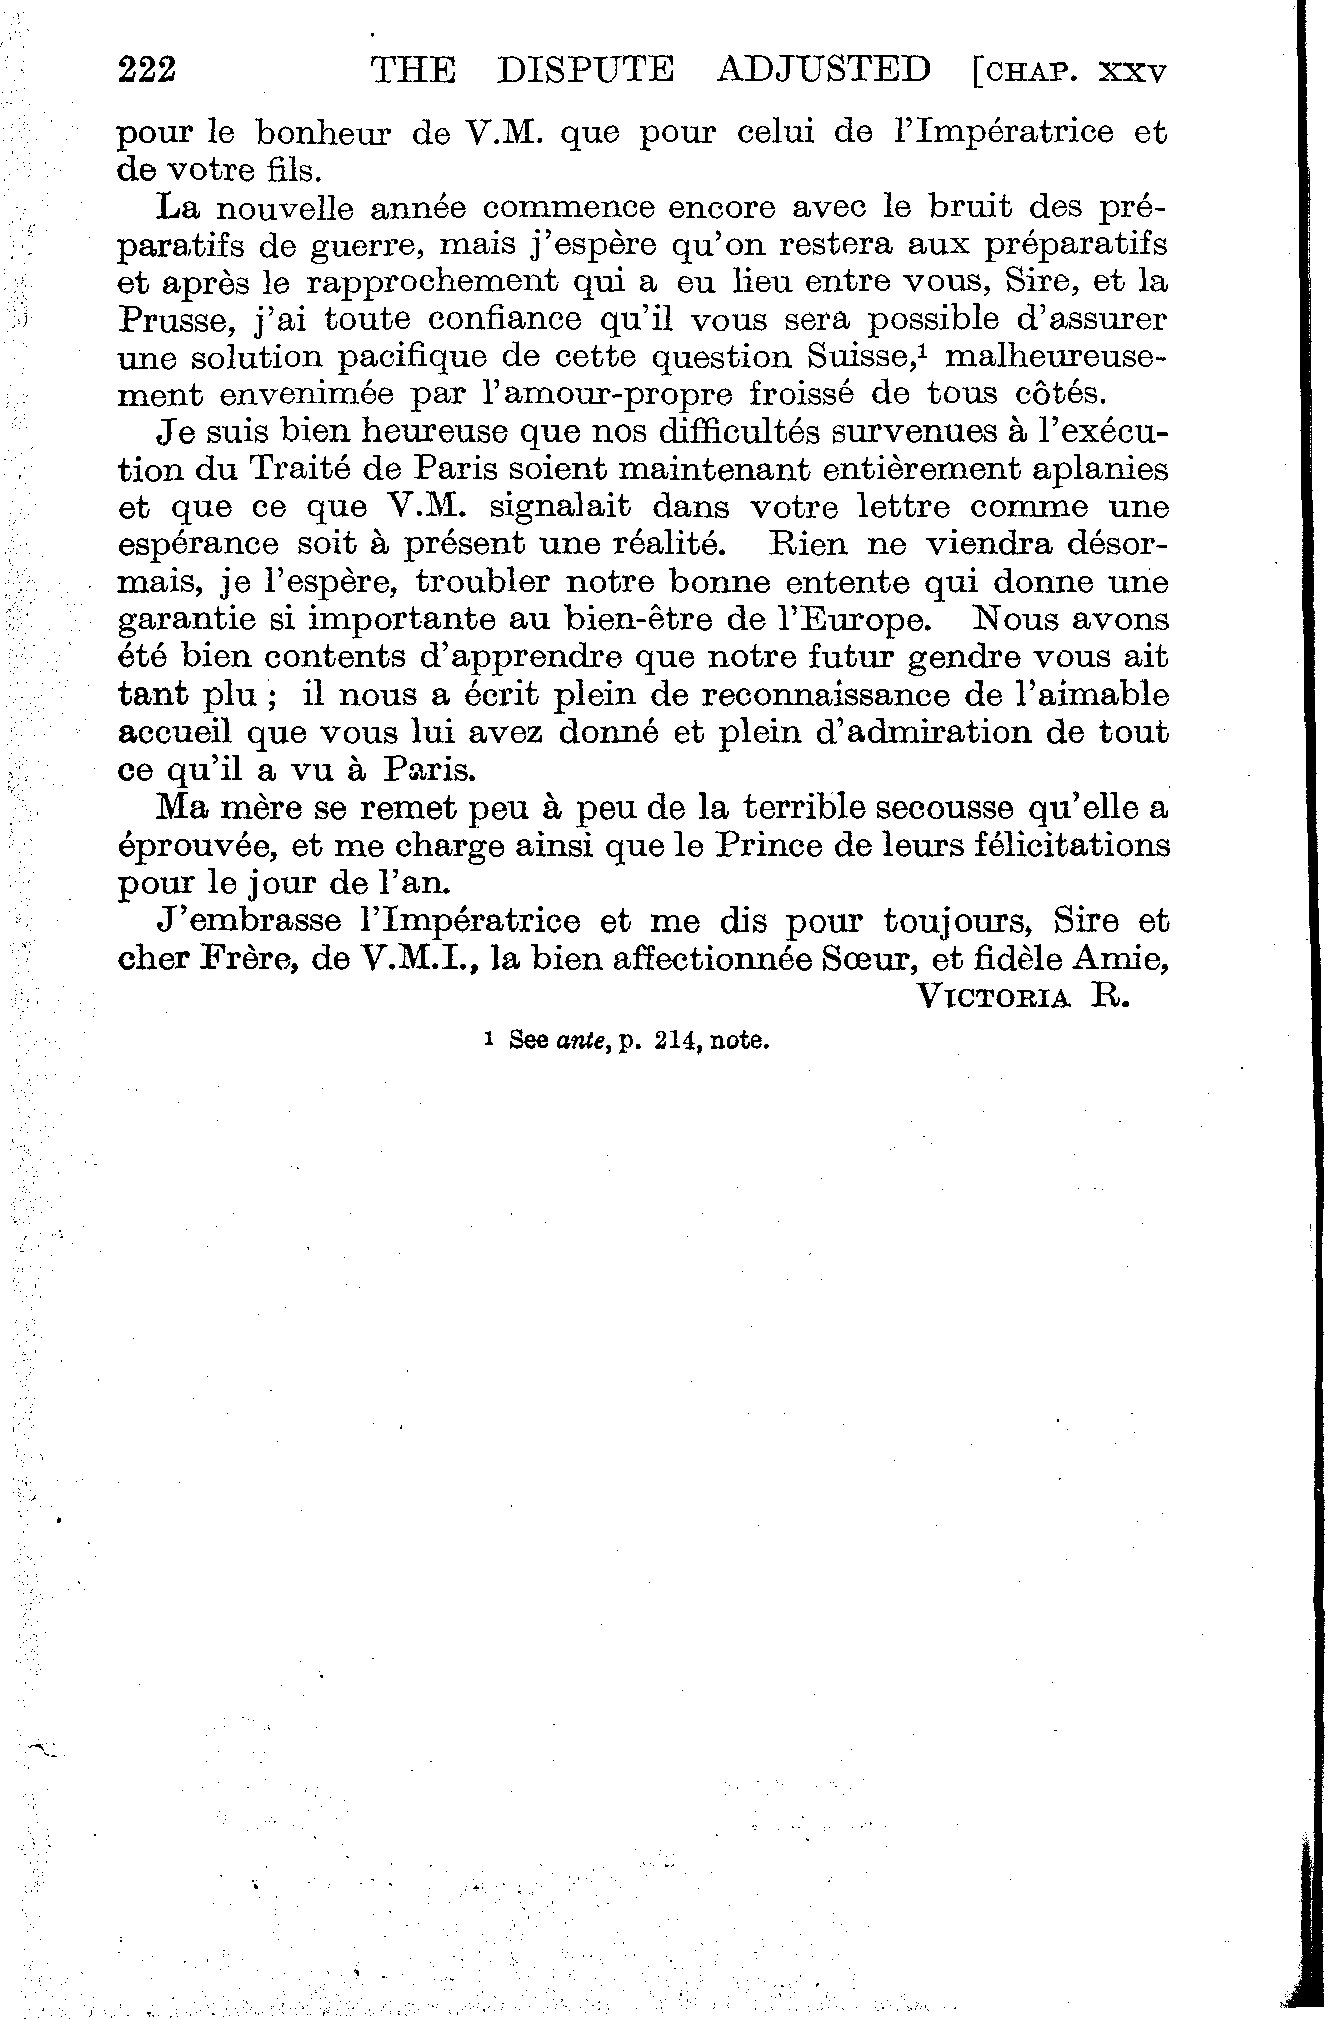 222 THE DISPUTE ADJUSTED [CHAP. XXV
pour le bonheur de V.M. que pour celui de l'Impératrice et
de votre fils.
La nouvelle année commence encore avec le bruit des pré-
paratifs de guerre, mais j'espère qu'on restera aux préparatifs
et après le rapprochement qui a eu lieu entre vous, Sire, et la
Prusse, j'ai toute confiance qu'il vous sera possible d'assurer
une solution pacifique de cette question Suisse,¹ malheureuse-
ment envenimée par l'amour-propre froissé de tous côtés.
Je suis bien heureuse que nos difficultés survenues à l'exécu-
tion du Traité de Paris soient maintenant entièrement aplanies
et que ce que V.M. signalait dans votre lettre comme une
espérance soit à présent une réalité. Rien ne viendra désor-
mais, je l'espère, troubler notre bonne entente qui donne une
garantie si importante au bien-être de l'Europe. Nous avons
été bien contents d'apprendre que notre futur gendre vous ait
tant plu ; il nous a écrit plein de reconnaissance de l'aimable
accueil que vous lui avez donné et plein d'admiration de tout
ce qu'il a vu à Paris.
Ma mère se remet peu à peu de la terrible secousse qu'elle a
éprouvée, et me charge ainsi que le Prince de leurs félicitations
pour le jour de l'an.
J'embrasse l'Impératrice et me dis pour toujours, Sire et
cher Frère, de V.M.I., la bien affectionnée Sœur, et fidèle Amie,
VICTORIA R.
¹ See ante, p. 214, note.